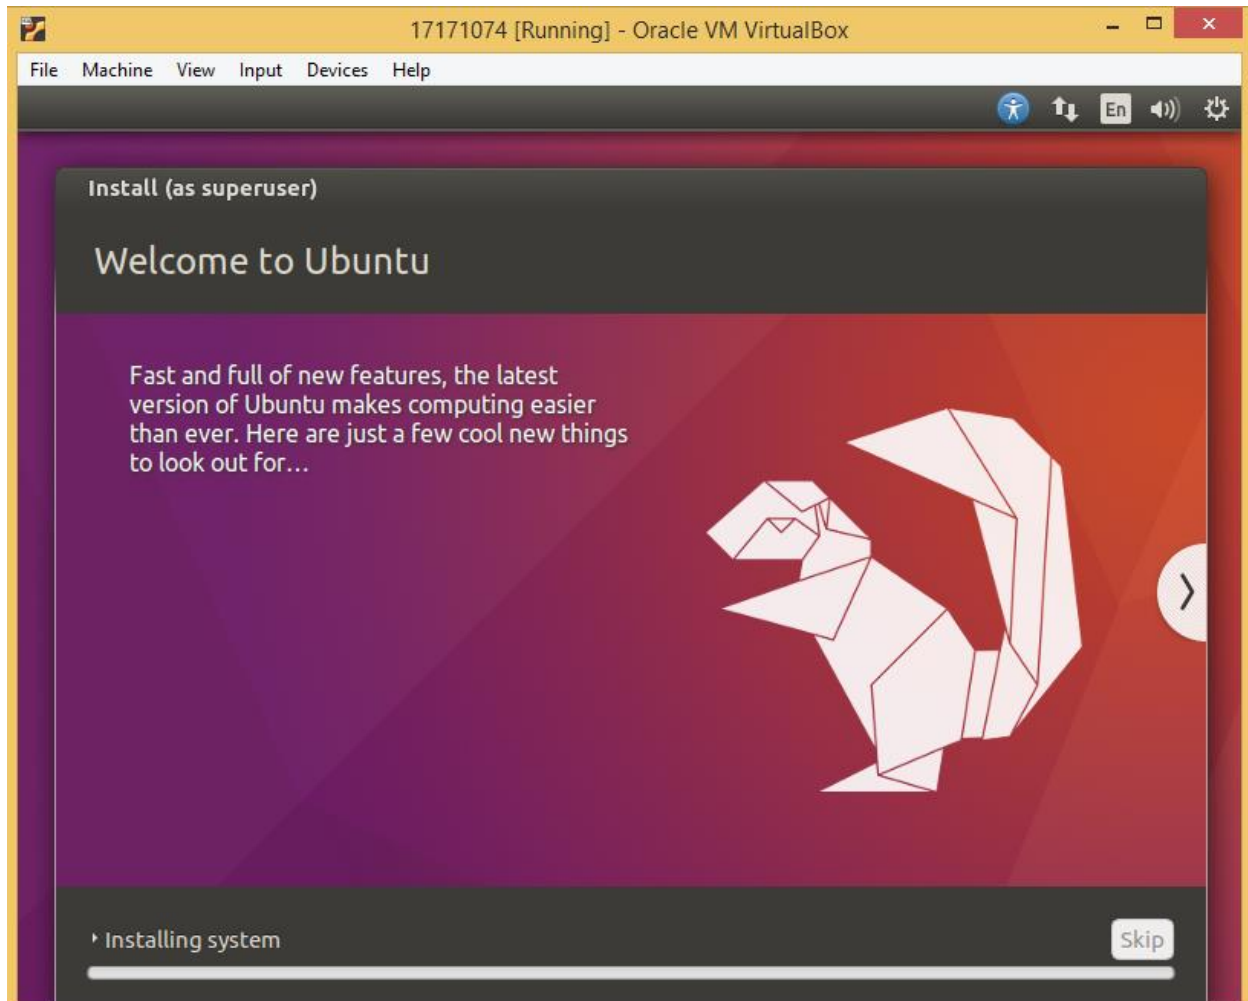 17171074 [Running] - Oracle VM VirtualBox
File Machine View Input Devices Help
En
Install (as superuser)
Welcome to Ubuntu
Fast and full of new features, the latest
version of Ubuntu makes computing easier
than ever. Here are just a few cool new things
to look out for...
Installing system
Skip